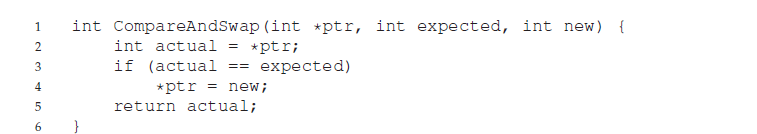 1 int CompareAndSwap(int *ptr, int expected, int new) {
2     int actual = *ptr;
3     if (actual == expected)
4         *ptr = new;
5     return actual;
6 }